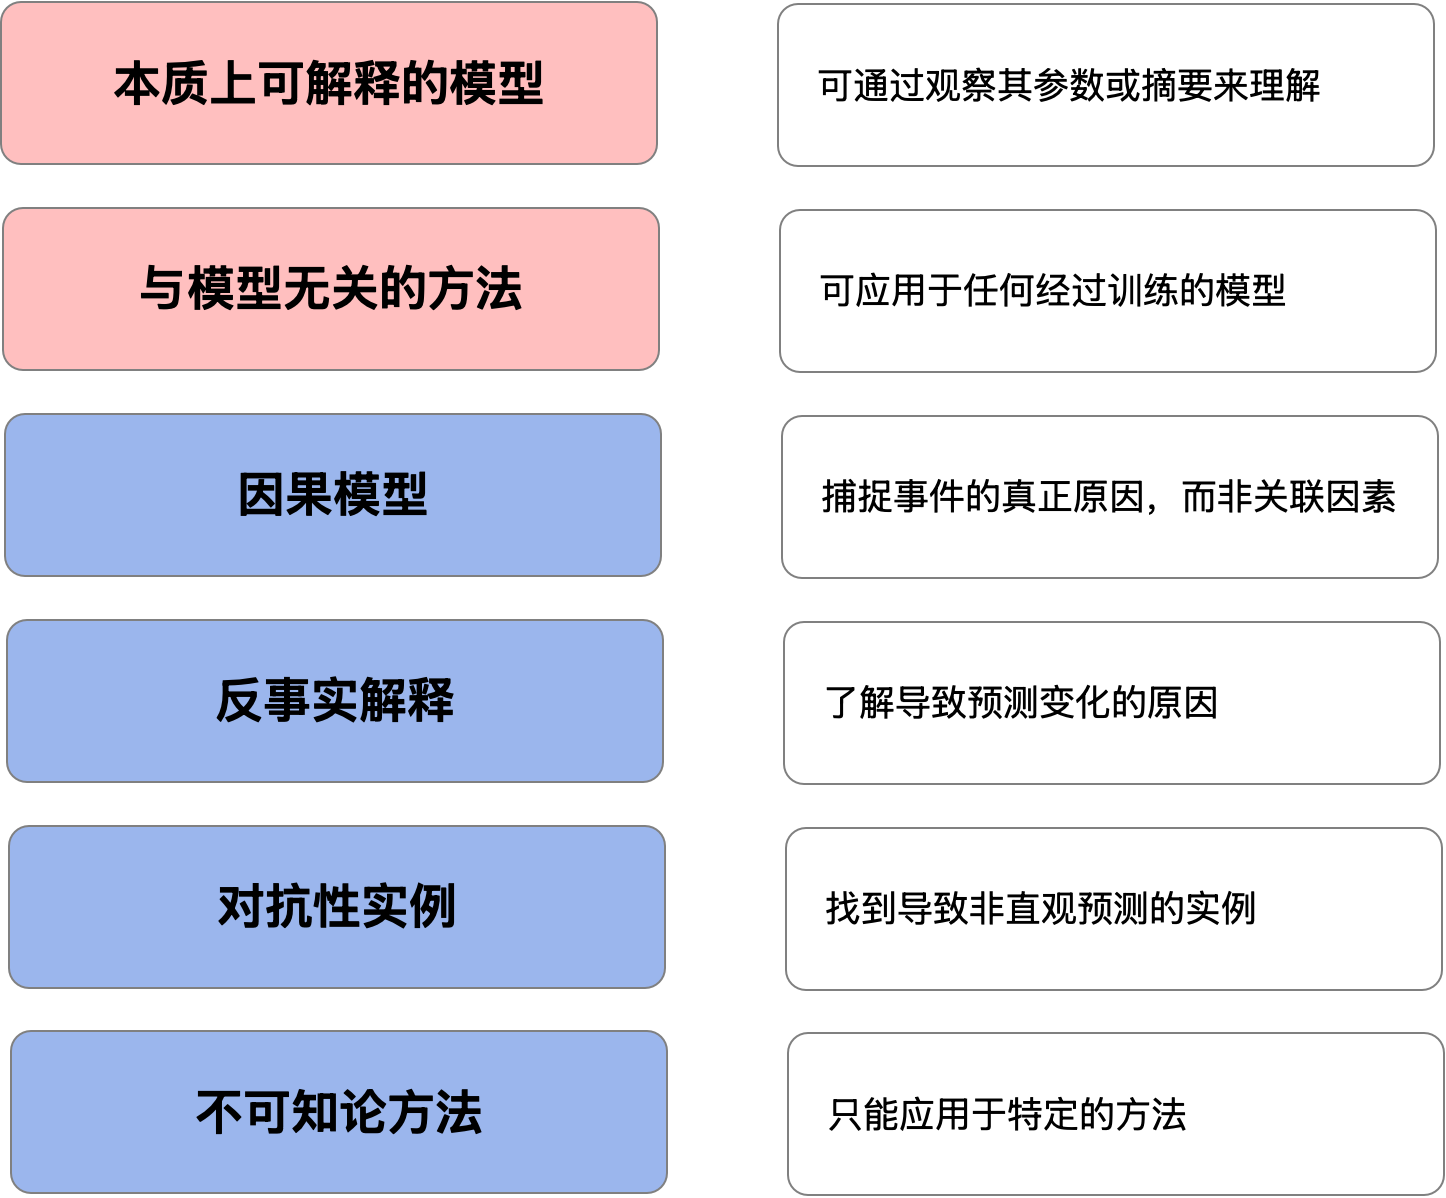 本质上可解释的模型
可通过观察其参数或摘要来理解
与模型无关的方法
可应用于任何经过训练的模型
因果模型
捕捉事件的真正原因，而非关联因素
反事实解释
了解导致预测变化的原因
对抗性实例
找到导致非直观预测的实例
不可知论方法
只能应用于特定的方法